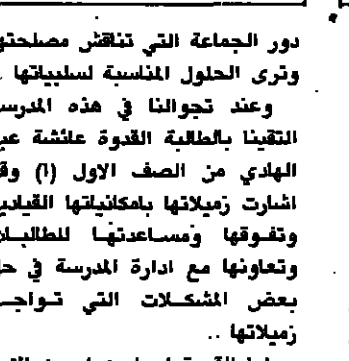 دور الجماعة التي تناقش مصلحتها
وترى الحلول المناسبة لسلبياتها .
وعند تجوالنا في هذه المدرسة
التقينا بالطالبة القدوة عائشة عبد
الهادي من الصف الاول (١) وقد
اشارت زميلاتها بامكانياتها القيادية
وتفوقها ومساعدتها للطالبات
وتعاونها مع ادارة المدرسة في حل
بعض المشكلات التي تواجه
زميلاتها ..